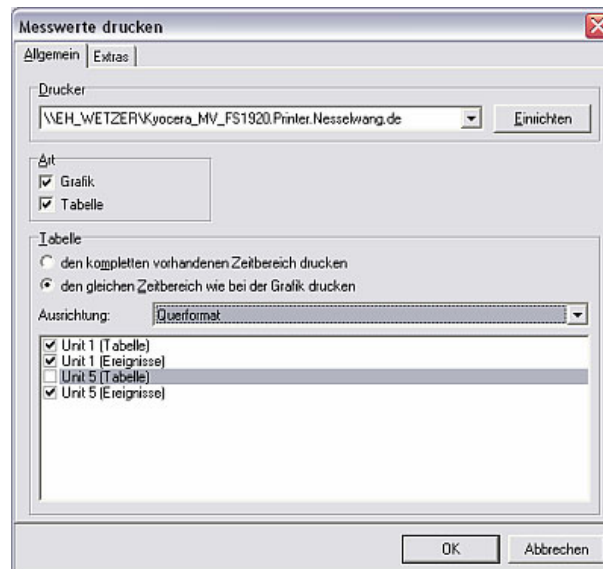 Messwerte drucken
Allgemein Extras
Drucker
\\EH_WETZER\Kyocera_MV_FS1920.Printer.Nesselwang.de Einrichten
Art
Grafik
Tabelle
Tabelle
den kompletten vorhandenen Zeitbereich drucken
den gleichen Zeitbereich wie bei der Grafik drucken
Ausrichtung: Querformat
Unit 1 (Tabelle)
Unit 1 (Ereignisse)
Unit 5 (Tabelle)
Unit 5 (Ereignisse)
OK Abbrechen